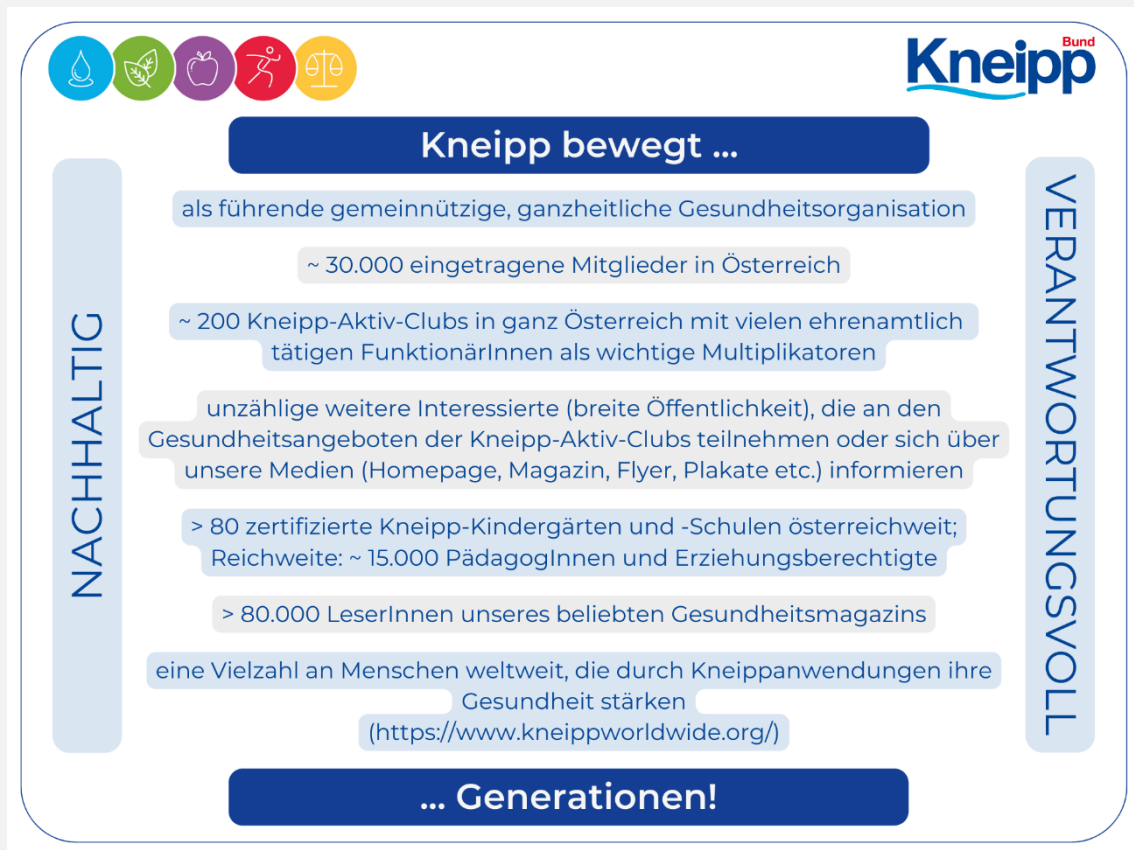 Kneipp Bund
Kneipp bewegt ...
NACHHALTIG
als führende gemeinnützige, ganzheitliche Gesundheitsorganisation
~ 30.000 eingetragene Mitglieder in Österreich
~ 200 Kneipp-Aktiv-Clubs in ganz Österreich mit vielen ehrenamtlich
tätigen FunktionärInnen als wichtige Multiplikatoren
unzählige weitere Interessierte (breite Öffentlichkeit), die an den
Gesundheitsangeboten der Kneipp-Aktiv-Clubs teilnehmen oder sich über
unsere Medien (Homepage, Magazin, Flyer, Plakate etc.) informieren
> 80 zertifizierte Kneipp-Kindergärten und -Schulen österreichweit;
Reichweite: ~ 15.000 PädagogInnen und Erziehungsberechtigte
> 80.000 LeserInnen unseres beliebten Gesundheitsmagazins
eine Vielzahl an Menschen weltweit, die durch Kneippanwendungen ihre
Gesundheit stärken
(https://www.kneippworldwide.org/)
VERANTWORTUNGSVOLL
... Generationen!